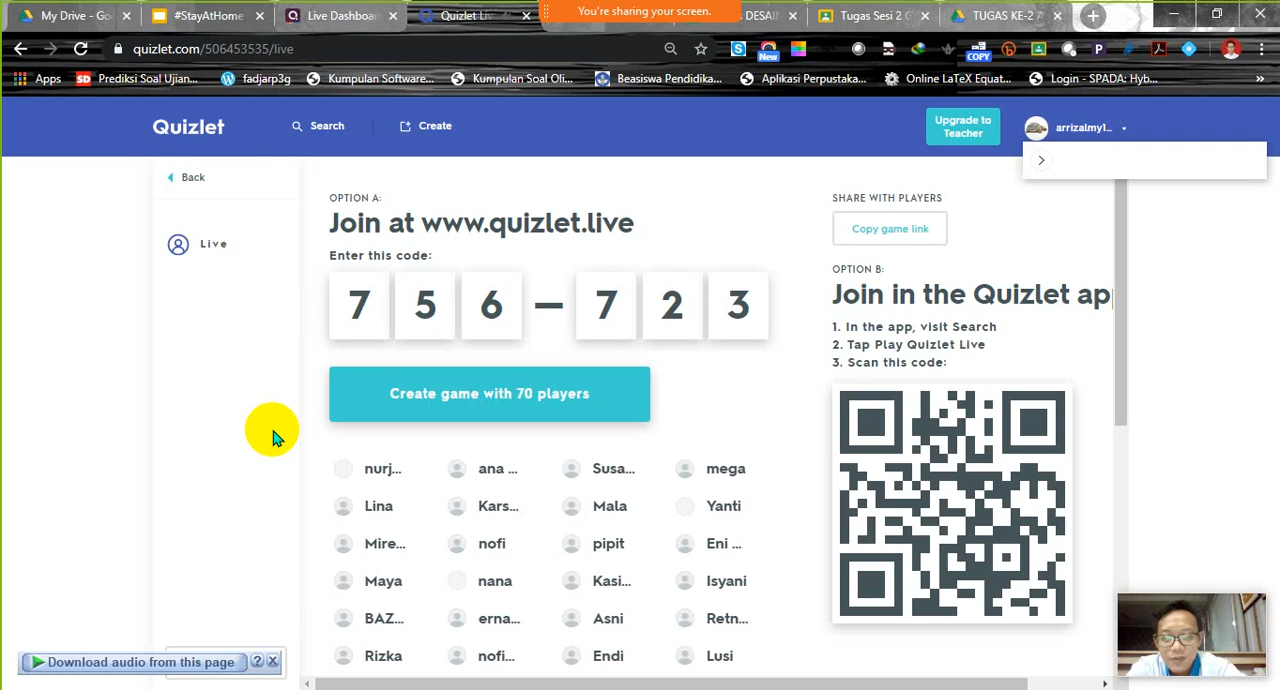 My Drive - Go
#StayAtHome
Live Dashboar
Quizlet Li
You're sharing your screen.
DESAIN
Tugas Sesi 2 G
TUGAS KE-2 A
quizlet.com/506453535/live
New
COPY
Apps
Prediksi Soal Ujian...
fadjarp3g
Kumpulan Software...
Kumpulan Soal Oli...
Beasiswa Pendidika...
Aplikasi Perpustaka...
Online LaTeX Equat...
Login - SPADA: Hyb...
»
Quizlet
Search
Create
Upgrade to
Teacher
arrizalmy1...
Back
Live
OPTION A:
Join at www.quizlet.live
Enter this code:
7 5 6 – 7 2 3
Create game with 70 players
nurj... ana ... Susa... mega
Lina Kars... Mala Yanti
Mire... nofi pipit Eni ...
Maya nana Kasi... Isyani
BAZ... erna... Asni Retn...
Rizka nofi... Endi Lusi
SHARE WITH PLAYERS
Copy game link
OPTION B:
Join in the Quizlet ap
1. In the app, visit Search
2. Tap Play Quizlet Live
3. Scan this code:
Download audio from this page ? X